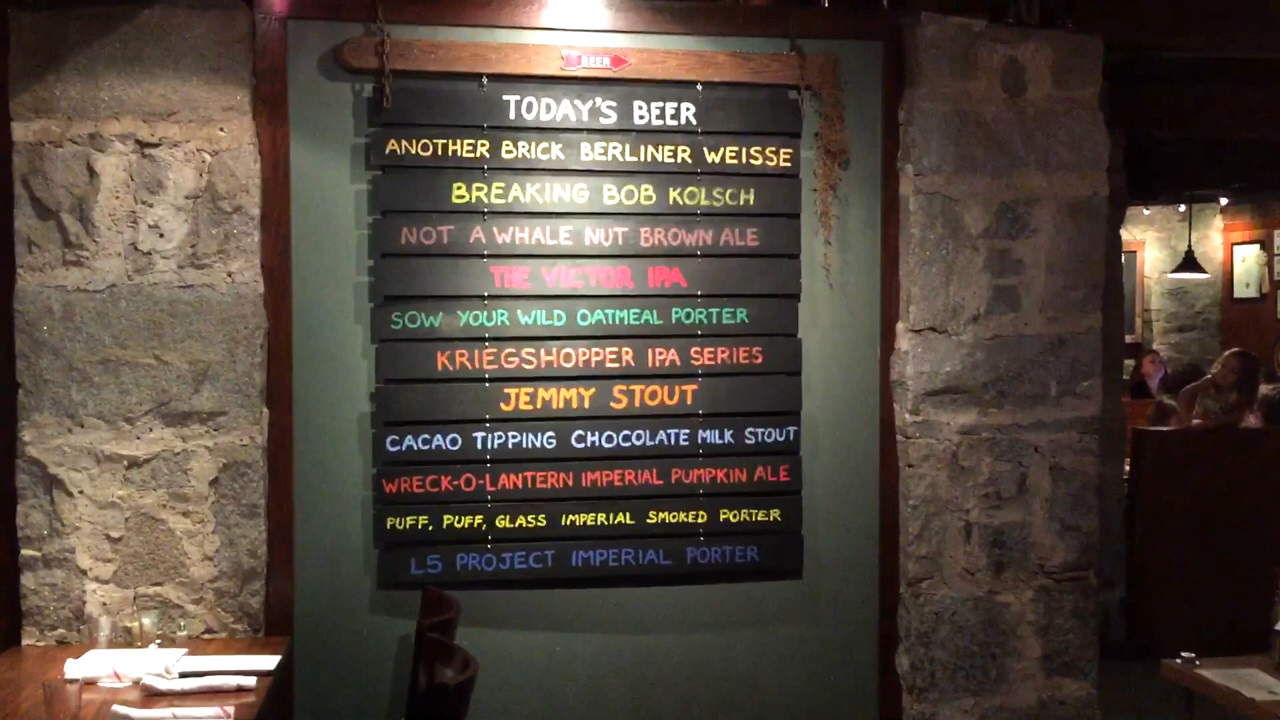 BEER
TODAY'S BEER
ANOTHER BRICK BERLINER WEISSE
BREAKING BOB KOLSCH
NOT A WHALE NUT BROWN ALE
THE VICTOR IPA
SOW YOUR WILD OATMEAL PORTER
KRIEGSHOPPER IPA SERIES
JEMMY STOUT
CACAO TIPPING CHOCOLATE MILK STOUT
WRECK-O-LANTERN IMPERIAL PUMPKIN ALE
PUFF, PUFF, GLASS IMPERIAL SMOKED PORTER
L5 PROJECT IMPERIAL PORTER